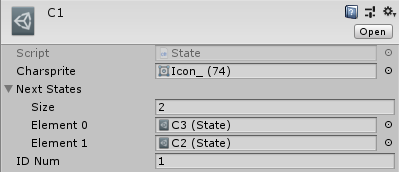 C1
Open
Script State
Charsprite Icon_ (74)
Next States
Size 2
Element 0 C3 (State)
Element 1 C2 (State)
ID Num 1